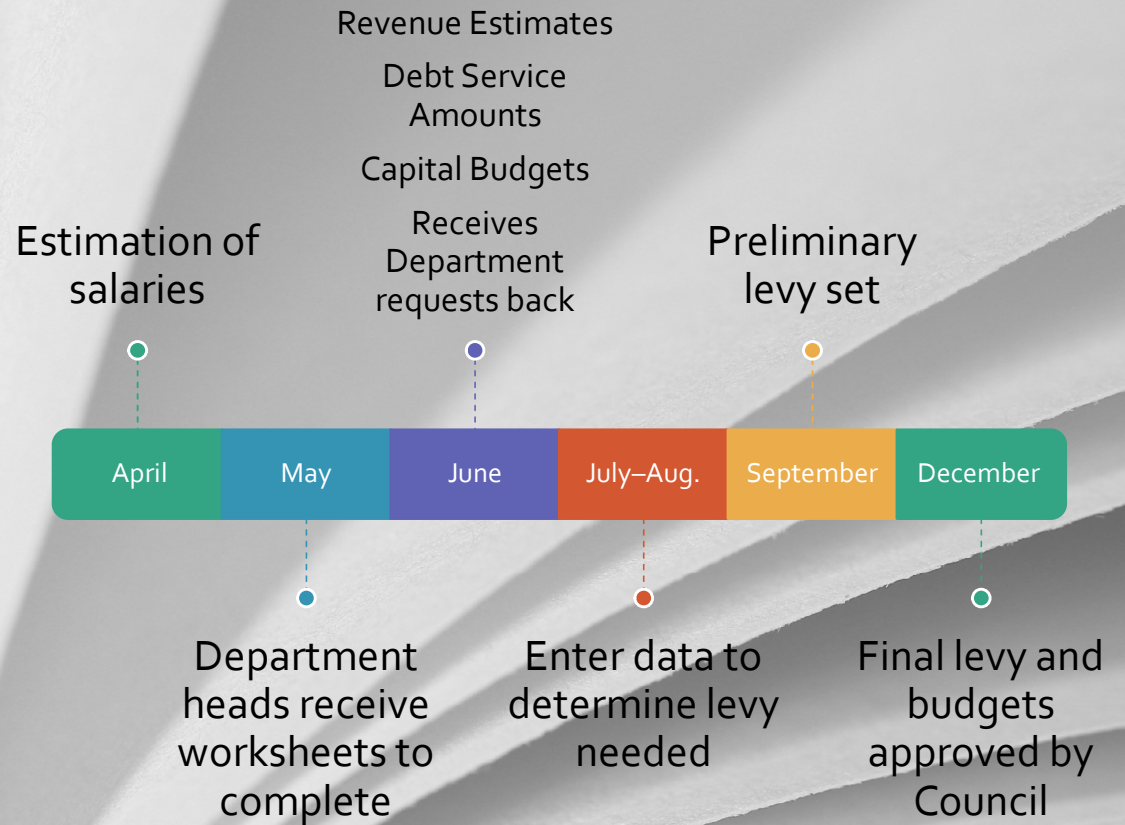 Revenue Estimates
Debt Service
Amounts
Capital Budgets
Receives
Department
requests back
Estimation of
salaries
Preliminary
levy set
April
May
June
July–Aug.
September
December
Department
heads receive
worksheets to
complete
Enter data to
determine levy
needed
Final levy and
budgets
approved by
Council